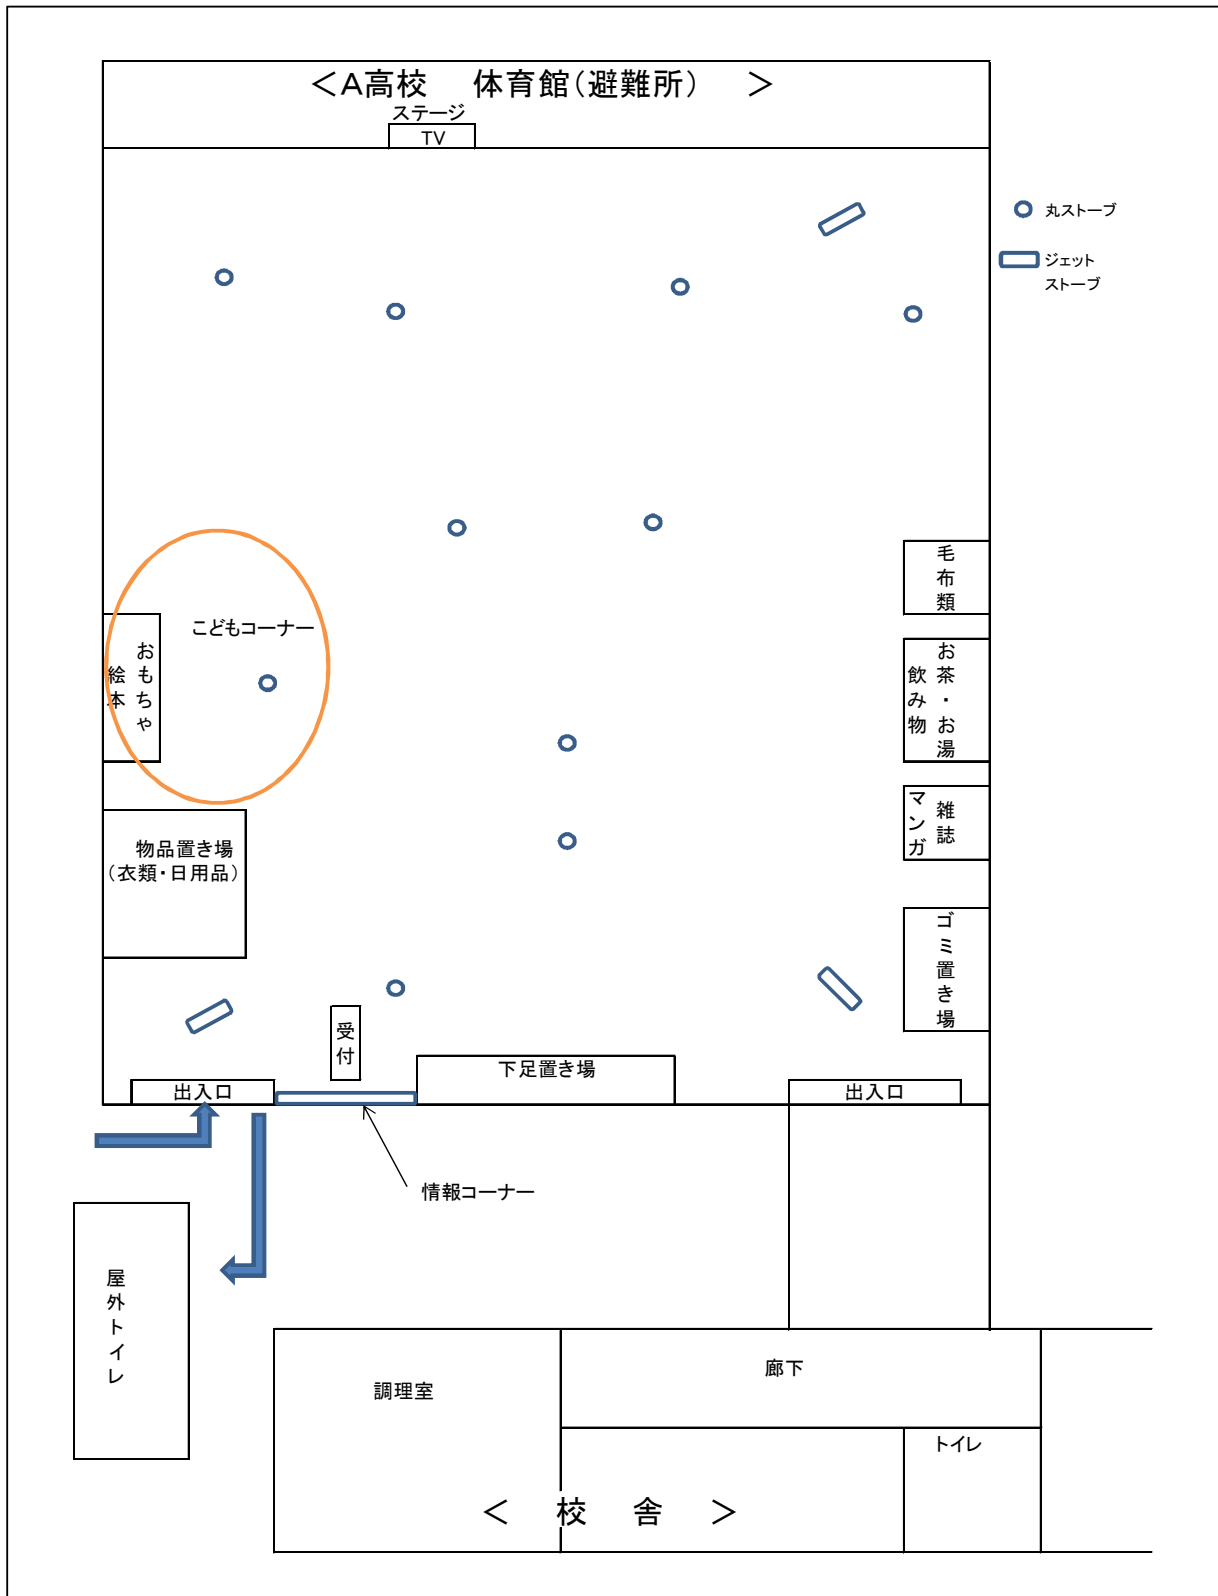 ＜A高校　体育館（避難所）　＞
ステージ
TV
丸ストーブ
ジェット
ストーブ
毛布類
こどもコーナー
おもちゃ
絵本
お茶・お湯
飲み物
雑誌
マンガ
物品置き場
（衣類・日用品）
ゴミ置き場
受付
下足置き場
出入口
出入口
情報コーナー
屋外トイレ
廊下
調理室
トイレ
＜　校　舎　＞